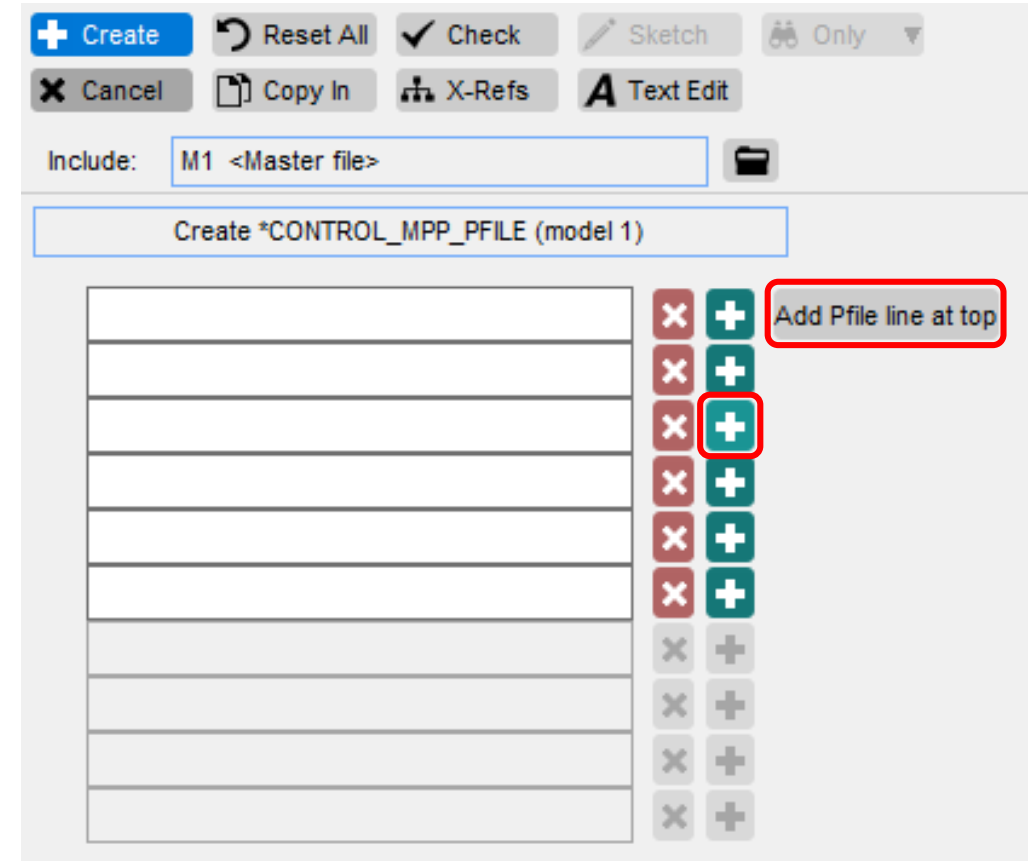 Create Reset All Check Sketch Only
Cancel Copy In X-Refs Text Edit
Include: M1 <Master file>
Create *CONTROL_MPP_PFILE (model 1)
Add Pfile line at top